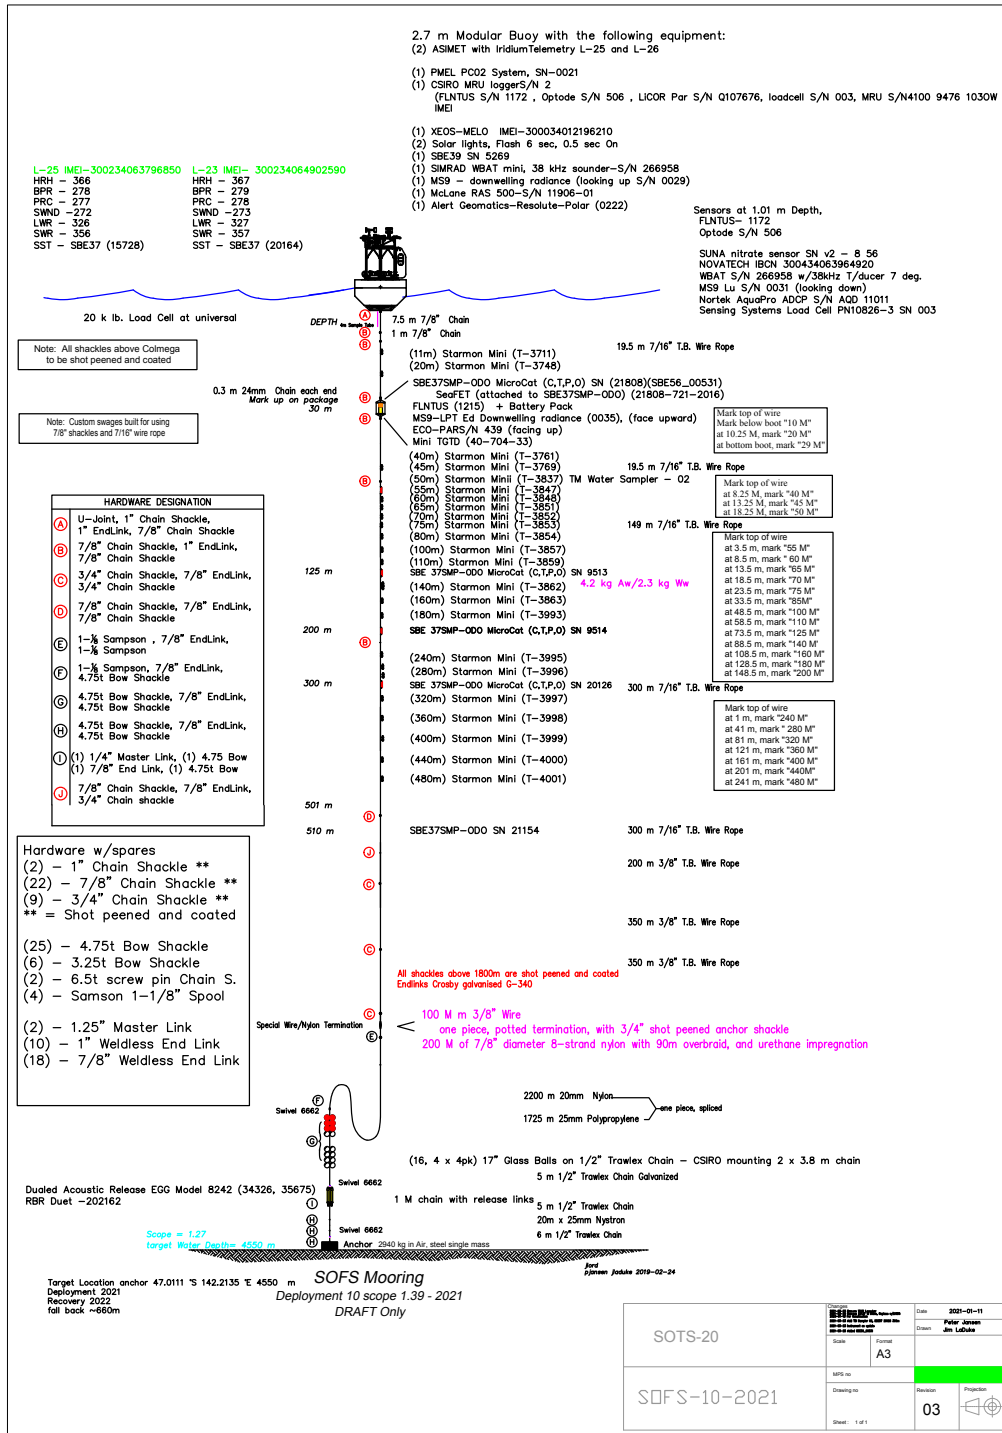 2.7 m Modular Buoy with the following equipment:
(2) ASIMET with IridiumTelemetry L-25 and L-26
(1) PMEL PCO2 System, SN-0021
(1) CSIRO MRU loggerS/N 2
(FLNTUS S/N 1172 , Optode S/N 506 , LICOR Par S/N Q107676, loadcell S/N 003, MRU S/N4100 9476 1030W
IMEI
(1) XEOS-MELO IMEI-300034012196210
(2) Solar lights, Flash 6 sec, 0.5 sec On
(1) SBE39 SN 5269
(1) SIMRAD WBAT mini, 38 kHz sounder-S/N 266958
(1) MS9 - downwelling radiance (looking up S/N 0029)
(1) McLane RAS 500-S/N 11906-01
(1) Alert Geomatics-Resolute-Polar (0222)
L-25 IMEI-300234063796850
HRH - 366
BPR - 278
PRC - 277
SWND -272
LWR - 326
SWR - 356
SST - SBE37 (15728)
L-23 IMEI- 300234064902590
HRH - 367
BPR - 279
PRC - 278
SWND -273
LWR - 327
SWR - 357
SST - SBE37 (20164)
Sensors at 1.01 m Depth,
FLNTUS- 1172
Optode S/N 506
SUNA nitrate sensor SN v2 - 8 56
NOVATECH IBCN 300434063964920
WBAT S/N 266958 w/38kHz T/ducer 7 deg.
MS9 Lu S/N 0031 (looking down)
Nortek AquaPro ADCP S/N AQD 11011
Sensing Systems Load Cell PN10826-3 SN 003
20 k lb. Load Cell at universal
DEPTH
A
7.5 m 7/8" Chain
B
1 m 7/8" Chain
B
19.5 m 7/16" T.B. Wire Rope
Note: All shackles above Colmega
to be shot peened and coated
(11m) Starmon Mini (T-3711)
(20m) Starmon Mini (T-3748)
0.3 m 24mm Chain each end
Mark up on package
30 m
B
B
SBE37SMP-ODO MicroCat (C,T,P,O) SN (21808)(SBE56_00531)
SeaFET (attached to SBE37SMP-ODO) (21808-721-2016)
FLNTUS (1215) + Battery Pack
MS9-LPT Ed Downwelling radiance (0035), (face upward)
ECO-PARS/N 439 (facing up)
Mini TGTD (40-704-33)
Note: Custom swages built for using
7/8" shackles and 7/16" wire rope
Mark top of wire
Mark below boot "10 M"
at 10.25 M, mark "20 M"
at bottom boot, mark "29 M"
(40m) Starmon Mini (T-3761)
(45m) Starmon Mini (T-3769)
19.5 m 7/16" T.B. Wire Rope
B
(50m) Starmon Minii (T-3837) TM Water Sampler - 02
(55m) Starmon Mini (T-3847)
(60m) Starmon Mini (T-3848)
(65m) Starmon Mini (T-3851)
(70m) Starmon Mini (T-3852)
(75m) Starmon Mini (T-3853)
149 m 7/16" T.B. Wire Rope
(80m) Starmon Mini (T-3854)
(100m) Starmon Mini (T-3857)
(110m) Starmon Mini (T-3859)
Mark top of wire
at 8.25 M, mark "40 M"
at 13.25 M, mark "45 M"
at 18.25 M, mark "50 M"
Mark top of wire
at 3.5 m, mark "55 M"
at 8.5 m, mark " 60 M"
at 13.5 m, mark "65 M"
at 18.5 m, mark "70 M"
at 23.5 m, mark "75 M"
at 33.5 m, mark "85M"
at 48.5 m, mark "100 M"
at 58.5 m, mark "110 M"
at 73.5 m, mark "125 M"
at 88.5 m, mark "140 M'
at 108.5 m, mark "160 M"
at 128.5 m, mark "180 M"
at 148.5 m, mark "200 M"
125 m
SBE 37SMP-ODO MicroCat (C,T,P,O) SN 9513
4.2 kg Aw/2.3 kg Ww
(140m) Starmon Mini (T-3862)
(160m) Starmon Mini (T-3863)
(180m) Starmon Mini (T-3993)
200 m
SBE 37SMP-ODO MicroCat (C,T,P,O) SN 9514
B
(240m) Starmon Mini (T-3995)
(280m) Starmon Mini (T-3996)
300 m
SBE 37SMP-ODO MicroCat (C,T,P,O) SN 20126
300 m 7/16" T.B. Wire Rope
(320m) Starmon Mini (T-3997)
(360m) Starmon Mini (T-3998)
(400m) Starmon Mini (T-3999)
(440m) Starmon Mini (T-4000)
(480m) Starmon Mini (T-4001)
Mark top of wire
at 1 m, mark "240 M"
at 41 m, mark " 280 M"
at 81 m, mark "320 M"
at 121 m, mark "360 M"
at 161 m, mark "400 M"
at 201 m, mark "440M"
at 241 m, mark "480 M"
HARDWARE DESIGNATION
A
U-Joint, 1" Chain Shackle,
1" EndLink, 7/8" Chain Shackle
B
7/8" Chain Shackle, 1" EndLink,
7/8" Chain Shackle
C
3/4" Chain Shackle, 7/8" EndLink,
3/4" Chain Shackle
D
7/8" Chain Shackle, 7/8" EndLink,
7/8" Chain Shackle
E
1-⅛ Sampson , 7/8" EndLink,
1-⅛ Sampson
F
1-⅛ Sampson, 7/8" EndLink,
4.75t Bow Shackle
G
4.75t Bow Shackle, 7/8" EndLink,
4.75t Bow Shackle
H
4.75t Bow Shackle, 7/8" EndLink,
4.75t Bow Shackle
I
(1) 1/4" Master Link, (1) 4.75 Bow
(1) 7/8" End Link, (1) 4.75t Bow
J
7/8" Chain Shackle, 7/8" EndLink,
3/4" Chain shackle
501 m
D
510 m
SBE37SMP-ODO SN 21154
300 m 7/16" T.B. Wire Rope
J
200 m 3/8" T.B. Wire Rope
C
350 m 3/8" T.B. Wire Rope
C
350 m 3/8" T.B. Wire Rope
Hardware w/spares
(2) - 1" Chain Shackle **
(22) - 7/8" Chain Shackle **
(9) - 3/4" Chain Shackle **
** = Shot peened and coated
(25) - 4.75t Bow Shackle
(6) - 3.25t Bow Shackle
(2) - 6.5t screw pin Chain S.
(4) - Samson 1-1/8" Spool
(2) - 1.25" Master Link
(10) - 1" Weldless End Link
(18) - 7/8" Weldless End Link
All shackles above 1800m are shot peened and coated
Endlinks Crosby galvanised G-340
C
Special Wire/Nylon Termination
E
100 M m 3/8" Wire
one piece, potted termination, with 3/4" shot peened anchor shackle
200 M of 7/8" diameter 8-strand nylon with 90m overbraid, and urethane impregnation
F
Swivel 6662
2200 m 20mm Nylon
one piece, spliced
1725 m 25mm Polypropylene
G
(16, 4 x 4pk) 17" Glass Balls on 1/2" Trawlex Chain - CSIRO mounting 2 x 3.8 m chain
5 m 1/2" Trawlex Chain Galvanized
Swivel 6662
Dualed Acoustic Release EGG Model 8242 (34326, 35675)
RBR Duet -202162
I
1 M chain with release links
5 m 1/2" Trawlex Chain
20m x 25mm Nystron
6 m 1/2" Trawlex Chain
H
H
Swivel 6662
H
Anchor 2940 kg in Air, steel single mass
Scope = 1.27
target Water Depth= 4550 m
jlord
pjansen jladuke 2019-02-24
Target Location anchor 47.0111 'S 142.2135 'E 4550 m
Deployment 2021
Recovery 2022
fall back ~660m
SOFS Mooring
Deployment 10 scope 1.39 - 2021
DRAFT Only
SOTS-20
SOFS-10-2021
Changes
Date 2021-01-11
Drawn Peter Jansen
Jim LaDuke
Scale
Format
A3
MPS no
Drawing no
Revision
03
Projection
Sheet : 1 of 1